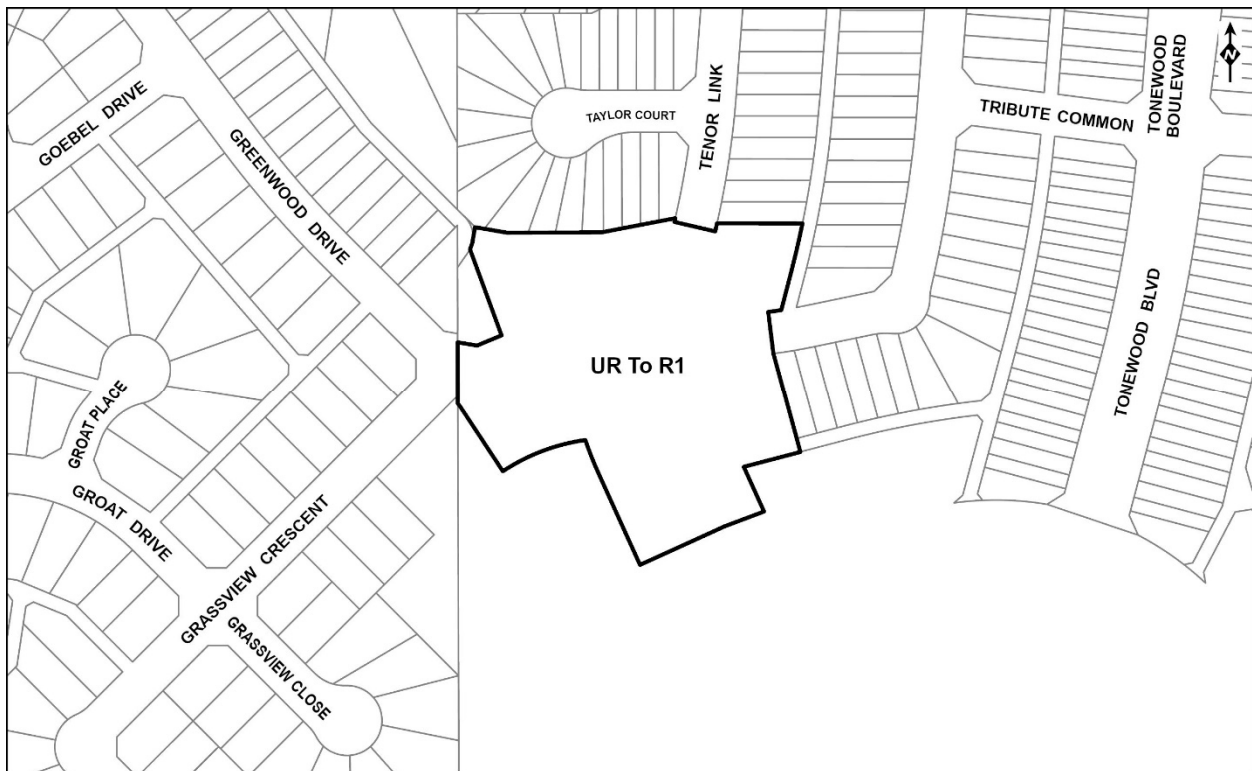 GOEBEL DRIVE
GREENWOOD DRIVE
TAYLOR COURT
TENOR LINK
TRIBUTE COMMON
TONEWOOD
BOULEVARD
N
UR To R1
TONEWOOD BLVD
GROAT PLACE
GROAT DRIVE
GRASSVIEW CRESCENT
GRASSVIEW CLOSE